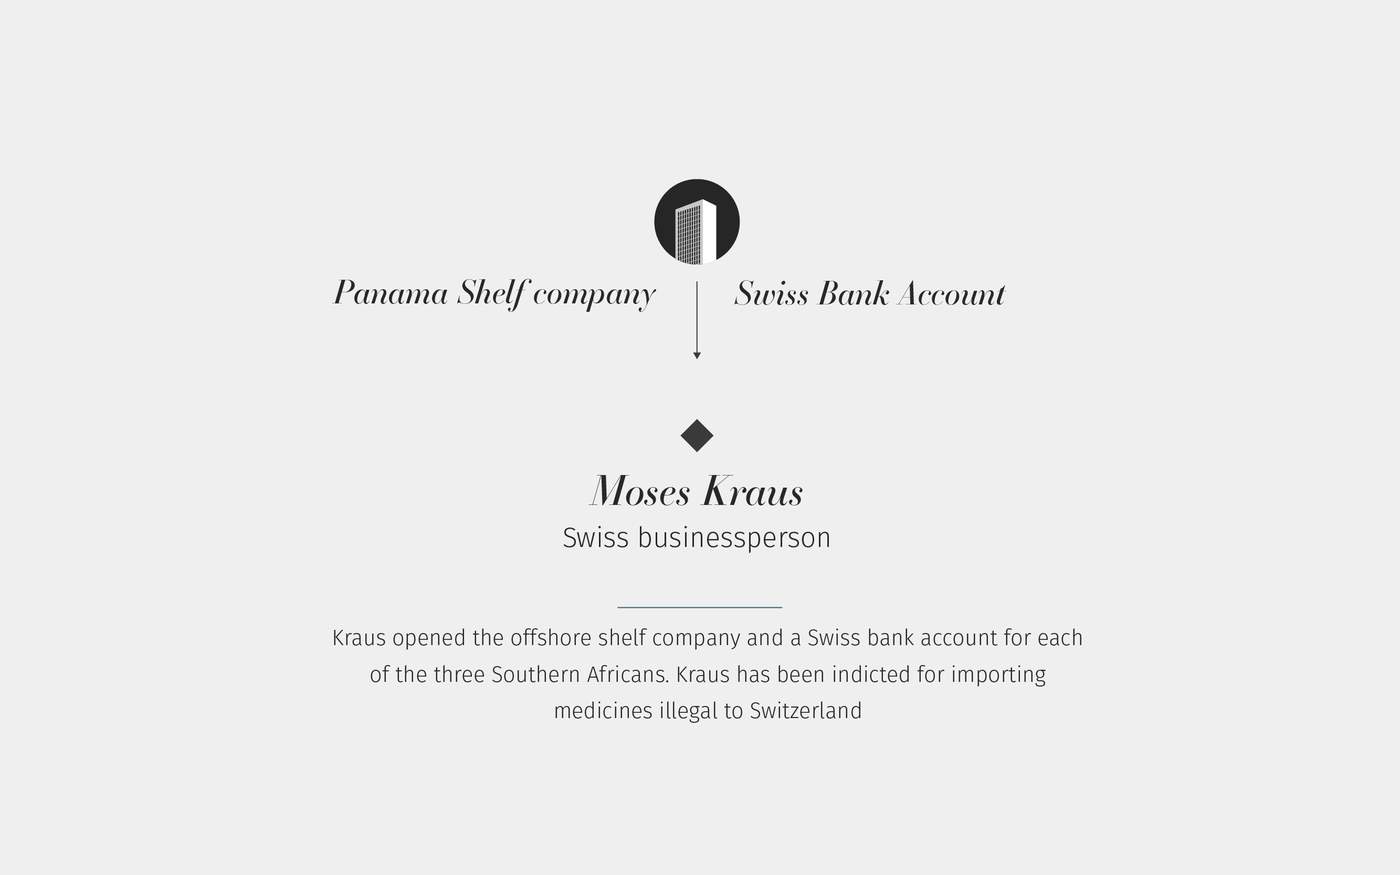 Panama Shelf company
Swiss Bank Account
Moses Kraus
Swiss businessperson
Kraus opened the offshore shelf company and a Swiss bank account for each
of the three Southern Africans. Kraus has been indicted for importing
medicines illegal to Switzerland